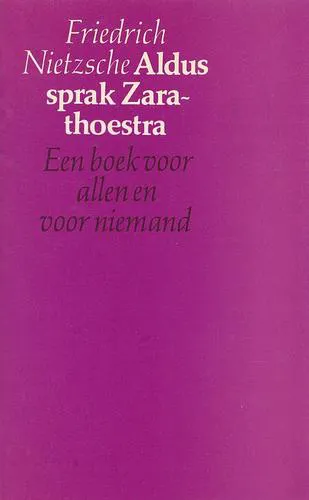 Friedrich
Nietzsche Aldus
sprak Zara-
thoestra
Een boek voor
allen en
voor niemand